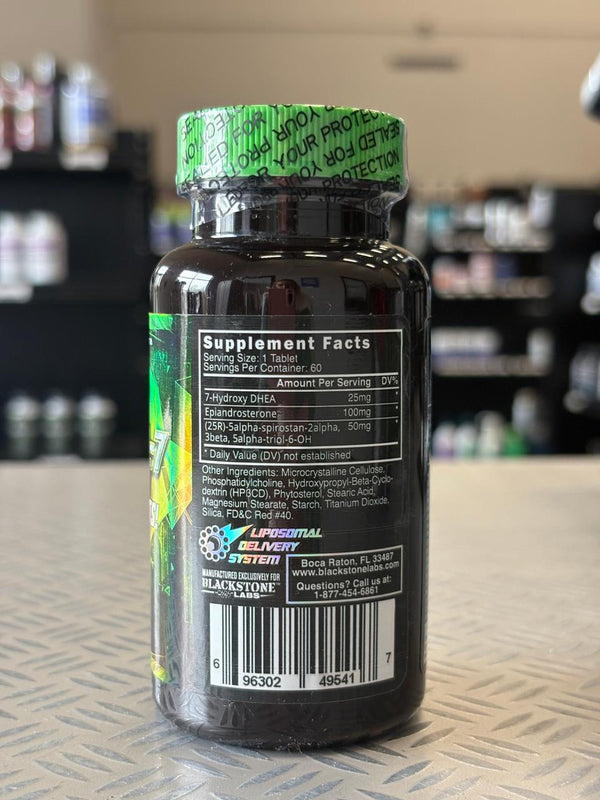 SEALED FOR YOUR PROTECTION
Supplement Facts
Serving Size: 1 Tablet
Servings Per Container: 60
Amount Per Serving DV%
7-Hydroxy DHEA 25mg *
Epiandrosterone 100mg *
(25R)-5alpha-spirostan-2alpha, 50mg *
3beta, 5alpha-triol-6-OH
* Daily Value (DV) not established
Other Ingredients: Microcrystalline Cellulose,
Phosphatidylcholine, Hydroxypropyl-Beta-Cyclo-
dextrin (HPβCD), Phytosterol, Stearic Acid,
Magnesium Stearate, Starch, Titanium Dioxide,
Silica, FD&C Red #40.
LIPOSOMAL
DELIVERY
SYSTEM
MANUFACTURED EXCLUSIVELY FOR
BLACKSTONE
LABS
Boca Raton, FL 33487
www.blackstonelabs.com
Questions? Call us at:
1-877-454-6861
6 96302 49541 7